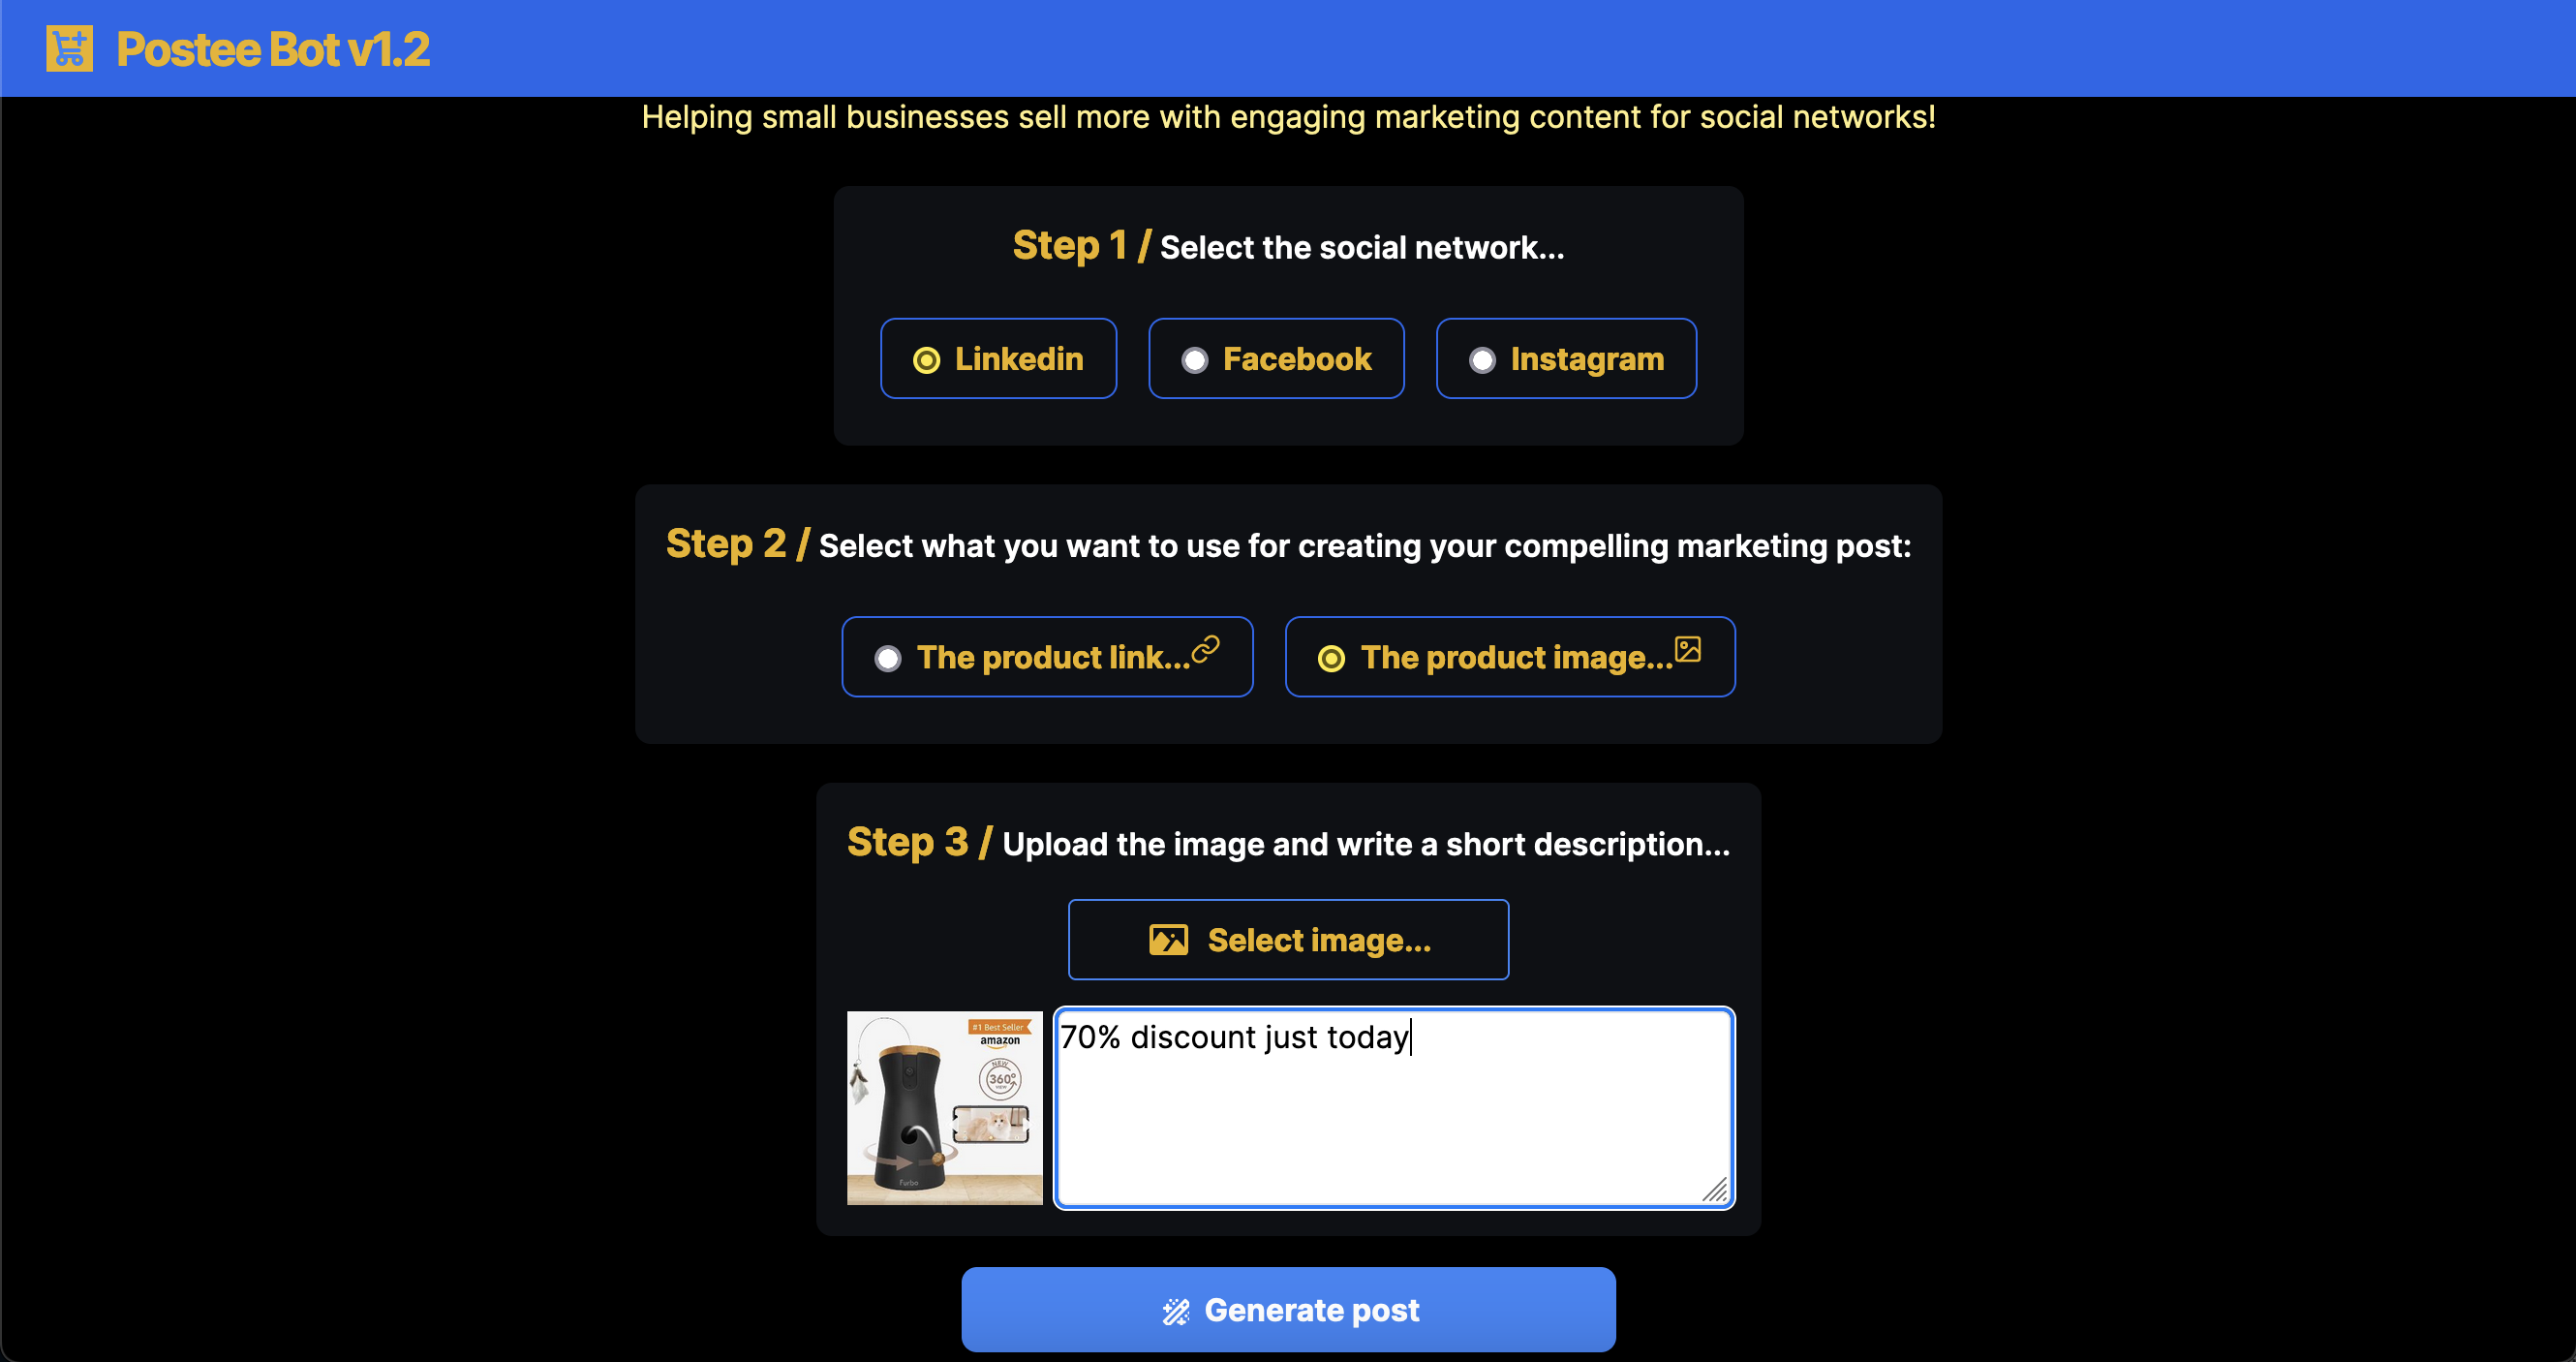 Postee Bot v1.2
Helping small businesses sell more with engaging marketing content for social networks!
Step 1 / Select the social network...
Linkedin
Facebook
Instagram
Step 2 / Select what you want to use for creating your compelling marketing post:
The product link...
The product image...
Step 3 / Upload the image and write a short description...
Select image...
#1 Best Seller
amazon
NEW
360°
VIEW
Furbo
70% discount just today
Generate post